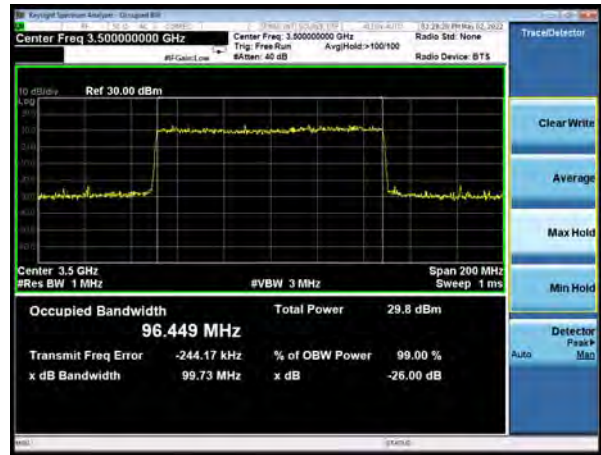 Keysight Spectrum Analyzer - Occupied BW
Center Freq 3.500000000 GHz
#IFGain:Low
Center Freq: 3.500000000 GHz
Trig: Free Run Avg|Hold:>100/100
#Atten: 40 dB
Radio Std: None
Radio Device: BTS
Trace/Detector
10 dB/div Ref 30.00 dBm
Log
Clear Write
Average
Max Hold
Min Hold
Center 3.5 GHz
#Res BW 1 MHz
#VBW 3 MHz
Span 200 MHz
Sweep 1 ms
Occupied Bandwidth
96.449 MHz
Total Power 29.8 dBm
Transmit Freq Error -244.17 kHz
% of OBW Power 99.00 %
x dB Bandwidth 99.73 MHz
x dB -26.00 dB
Detector
Peak
Auto Man
MSG
STATUS